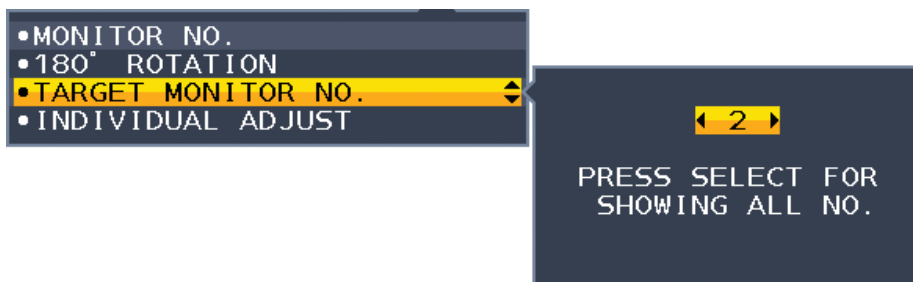 •MONITOR NO.
•180° ROTATION
•TARGET MONITOR NO.
•INDIVIDUAL ADJUST
2
PRESS SELECT FOR
SHOWING ALL NO.